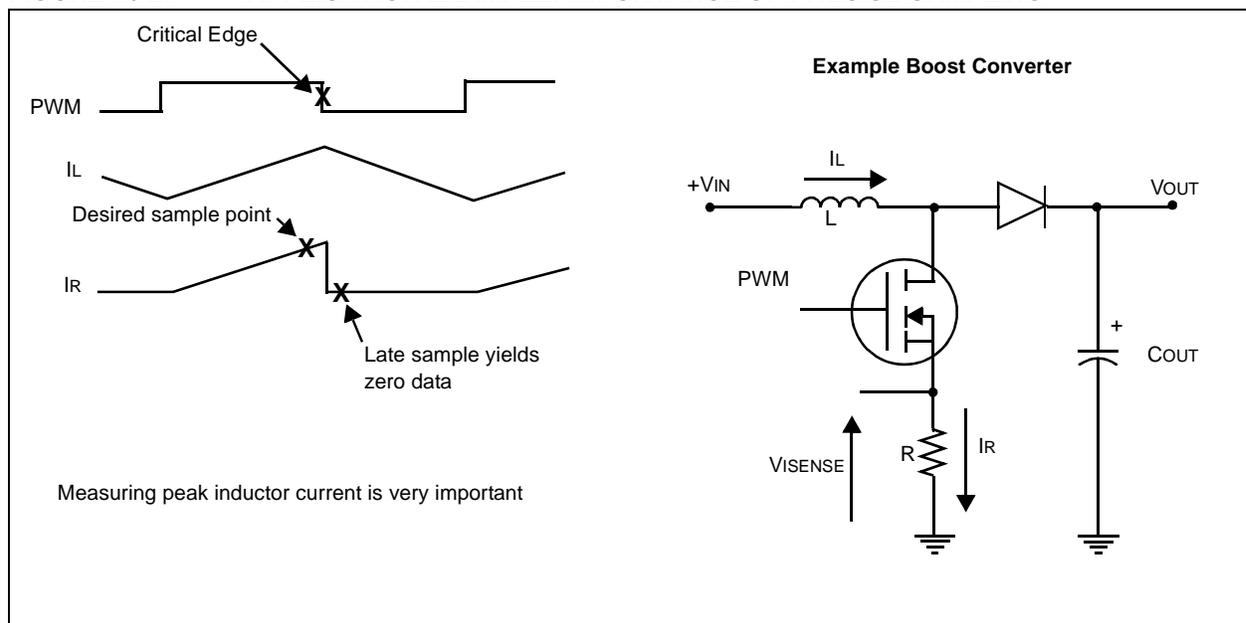 Critical Edge
PWM
IL
Desired sample point
IR
Late sample yields
zero data
Measuring peak inductor current is very important
Example Boost Converter
IL
+VIN
L
VOUT
PWM
+
COUT
VISENSE
R
IR